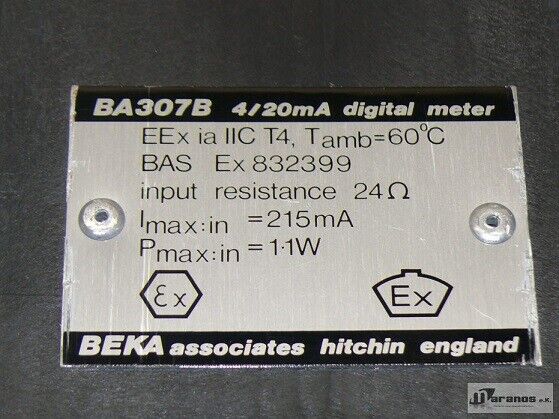 BA307B 4/20mA digital meter
EEx ia IIC T4, Tamb=60°C
BAS Ex 832399
input resistance 24Ω
Imax:in =215mA
Pmax:in =1·1W
εx Ex
BEKA associates hitchin england
Maranos e.K.